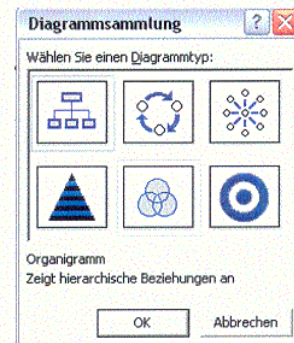 Diagrammsammlung
Wählen Sie einen Diagrammtyp:
Organigramm
Zeigt hierarchische Beziehungen an
OK
Abbrechen